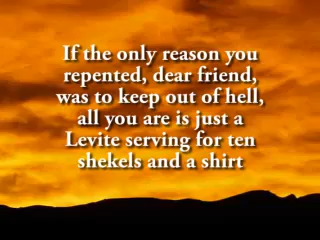 If the only reason you
repented, dear friend,
was to keep out of hell,
all you are is just a
Levite serving for ten
shekels and a shirt